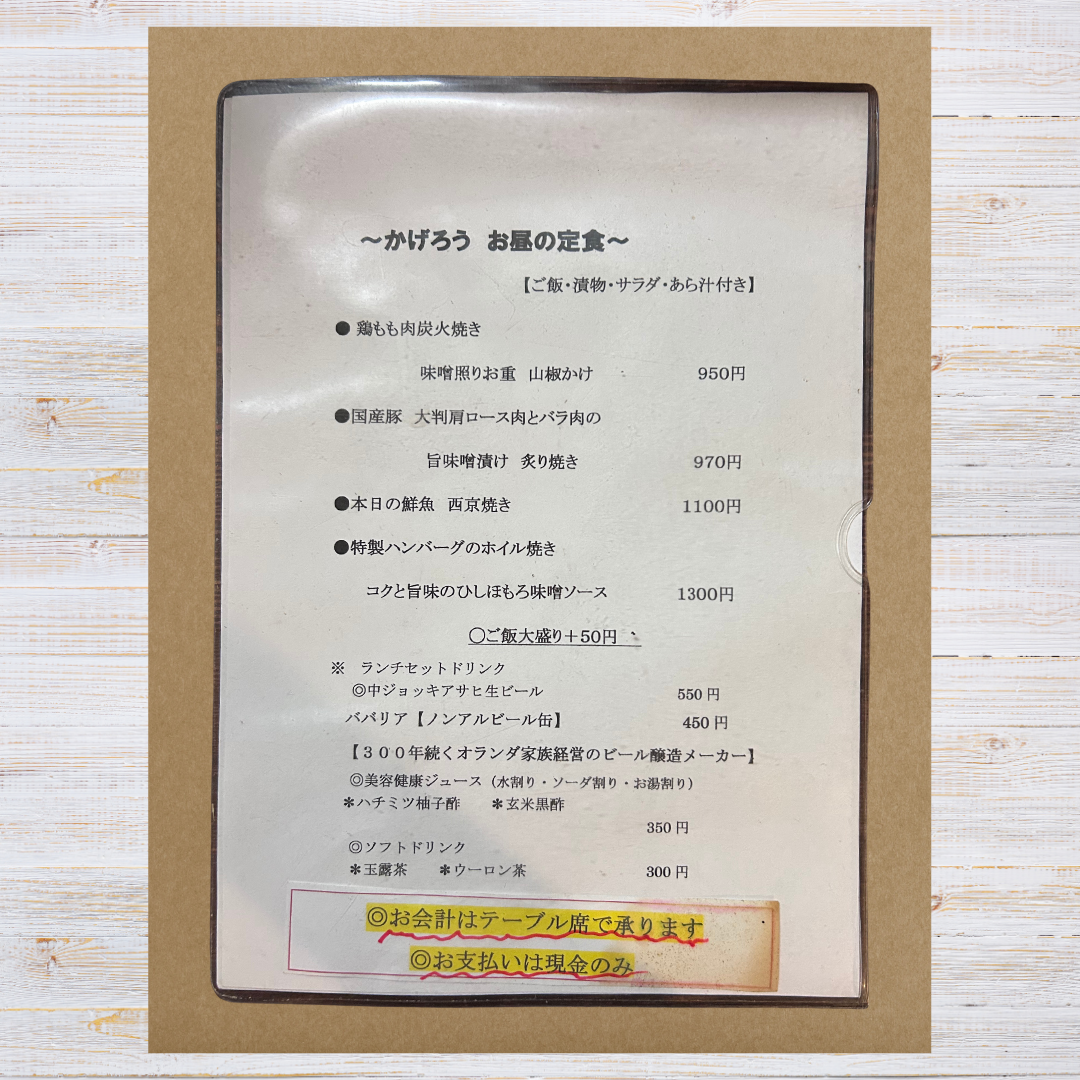 ～かげろう お昼の定食～
【ご飯・漬物・サラダ・あら汁付き】
● 鶏もも肉炭火焼き
味噌照りお重 山椒かけ 950円
●国産豚 大判肩ロース肉とバラ肉の
旨味噌漬け 炙り焼き 970円
●本日の鮮魚 西京焼き 1100円
●特製ハンバーグのホイル焼き
コクと旨味のひしほもろ味噌ソース 1300円
〇ご飯大盛り＋50円
※ ランチセットドリンク
◎中ジョッキアサヒ生ビール 550 円
ババリア【ノンアルビール缶】 450 円
【３００年続くオランダ家族経営のビール醸造メーカー】
◎美容健康ジュース（水割り・ソーダ割り・お湯割り）
＊ハチミツ柚子酢 ＊玄米黒酢
350 円
◎ソフトドリンク
＊玉露茶 ＊ウーロン茶 300 円
◎お会計はテーブル席で承ります
◎お支払いは現金のみ